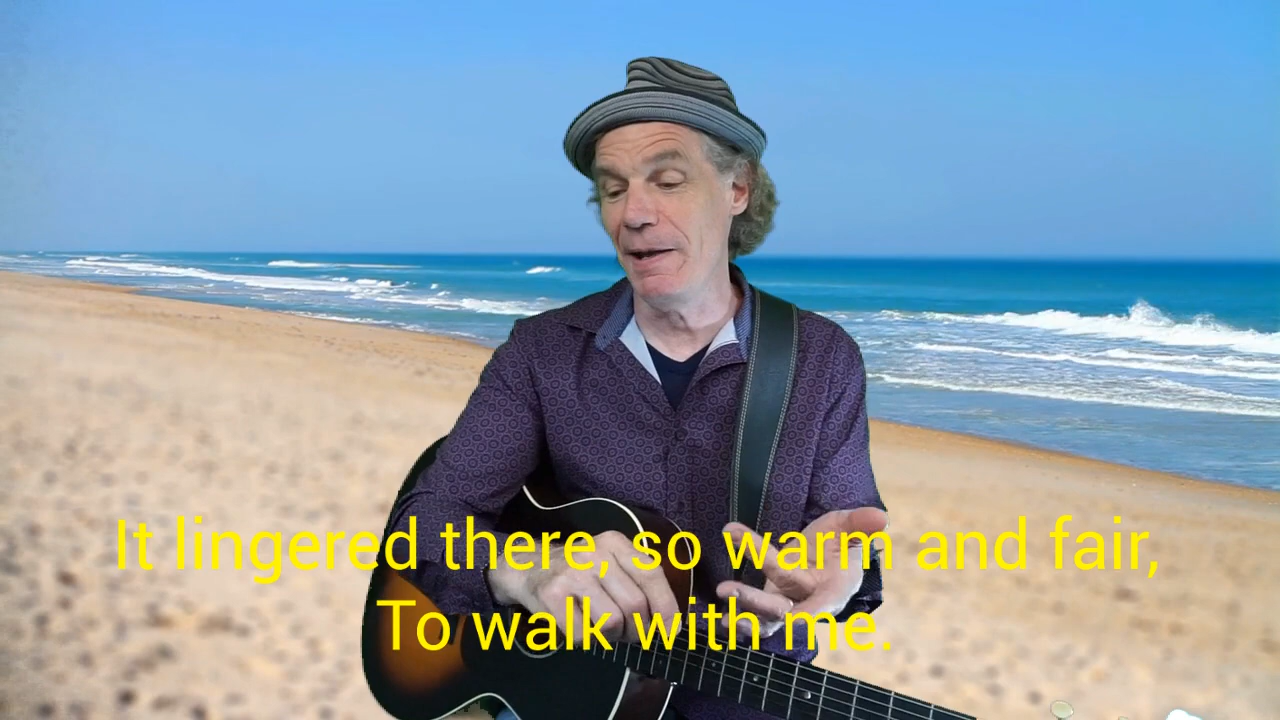 It lingered there, so warm and fair,
To walk with me.